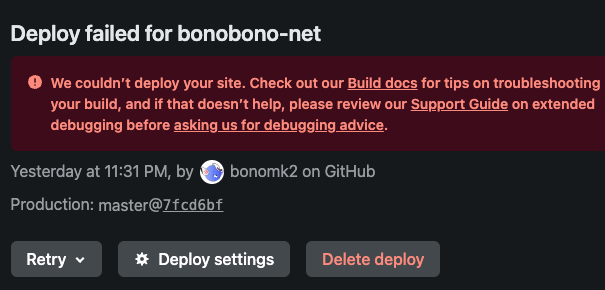 Deploy failed for bonobono-net
We couldn’t deploy your site. Check out our Build docs for tips on troubleshooting
your build, and if that doesn’t help, please review our Support Guide on extended
debugging before asking us for debugging advice.
Yesterday at 11:31 PM, by bonomk2 on GitHub
Production: master@7fcd6bf
Retry Deploy settings Delete deploy